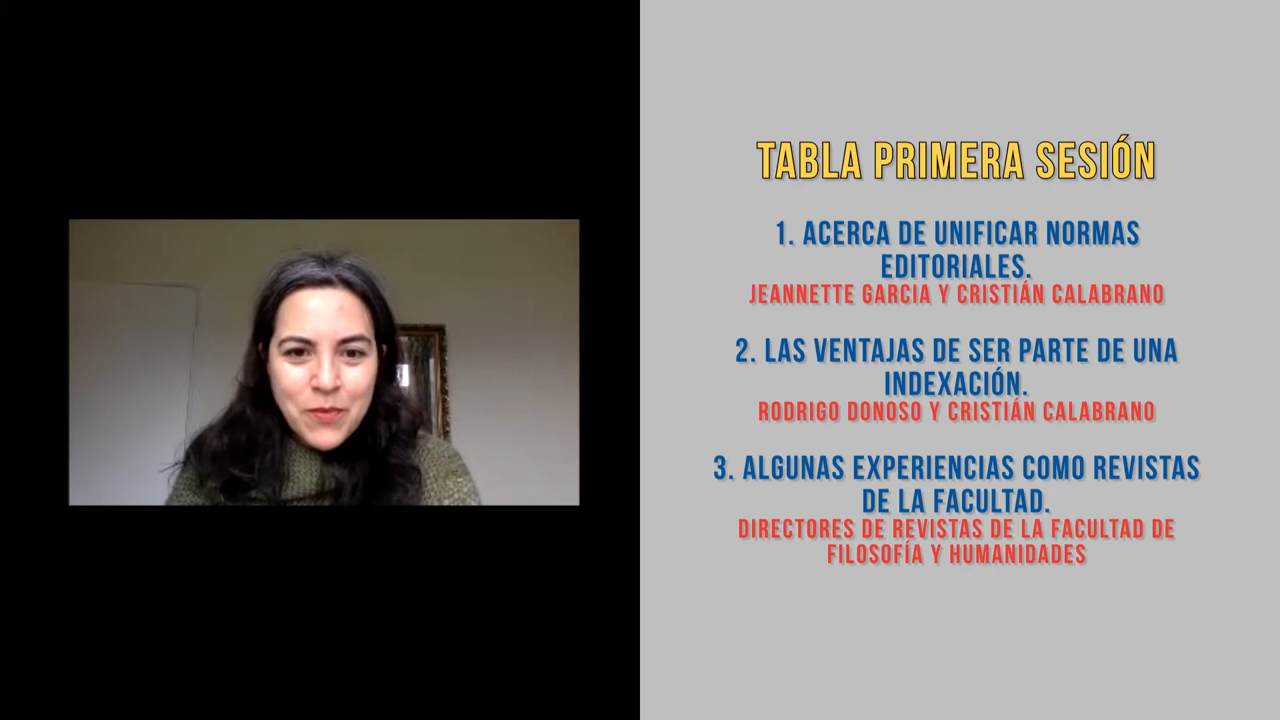 TABLA PRIMERA SESIÓN
1. ACERCA DE UNIFICAR NORMAS
EDITORIALES.
JEANNETTE GARCIA Y CRISTIÁN CALABRANO
2. LAS VENTAJAS DE SER PARTE DE UNA
INDEXACIÓN.
RODRIGO DONOSO Y CRISTIÁN CALABRANO
3. ALGUNAS EXPERIENCIAS COMO REVISTAS
DE LA FACULTAD.
DIRECTORES DE REVISTAS DE LA FACULTAD DE
FILOSOFÍA Y HUMANIDADES